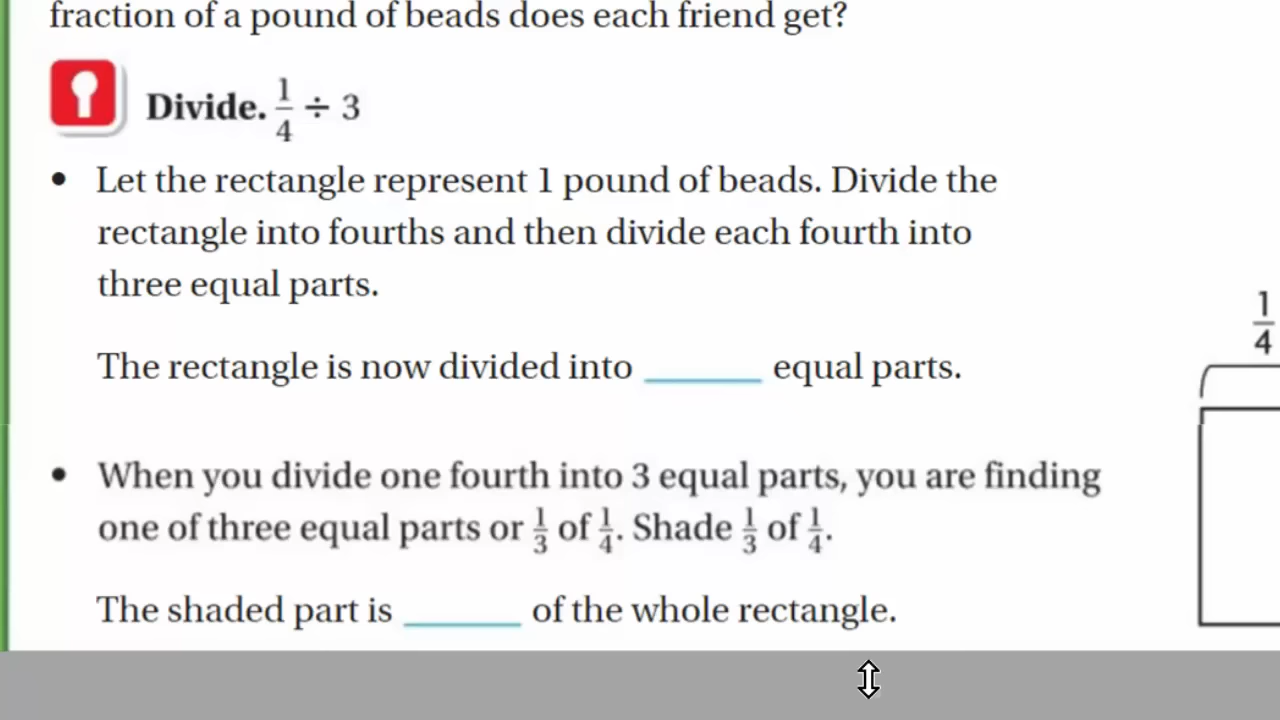 fraction of a pound of beads does each friend get?
Divide. 1/4 ÷ 3
• Let the rectangle represent 1 pound of beads. Divide the
rectangle into fourths and then divide each fourth into
three equal parts.
1/4
The rectangle is now divided into ______ equal parts.
• When you divide one fourth into 3 equal parts, you are finding
one of three equal parts or 1/3 of 1/4. Shade 1/3 of 1/4.
The shaded part is ______ of the whole rectangle.